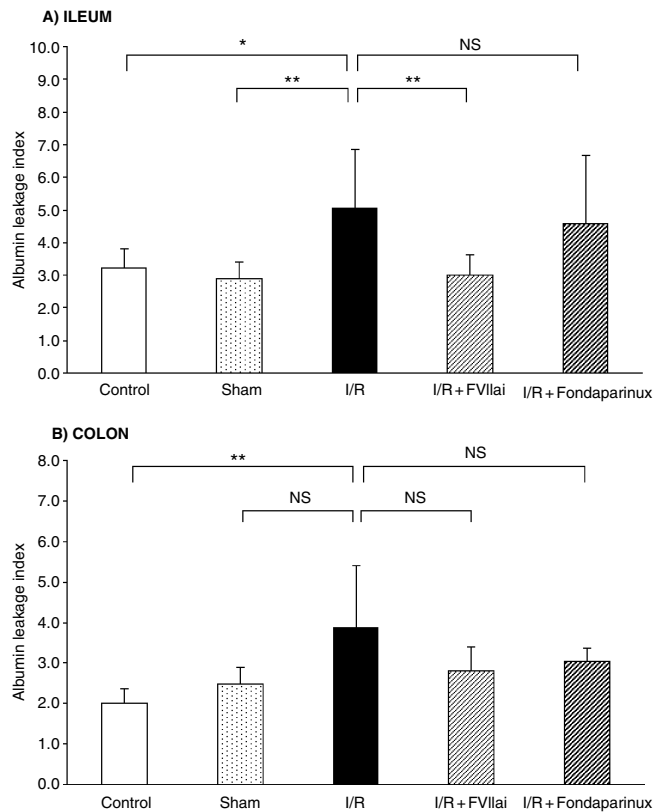 A) ILEUM
10.0
9.0
8.0
7.0
6.0
5.0
4.0
3.0
2.0
1.0
0.0
Albumin leakage index
*
NS
**
**
Control
Sham
I/R
I/R + FVIIai
I/R + Fondaparinux
B) COLON
8.0
7.0
6.0
5.0
4.0
3.0
2.0
1.0
0.0
Albumin leakage index
**
NS
NS
NS
Control
Sham
I/R
I/R + FVIIai
I/R + Fondaparinux